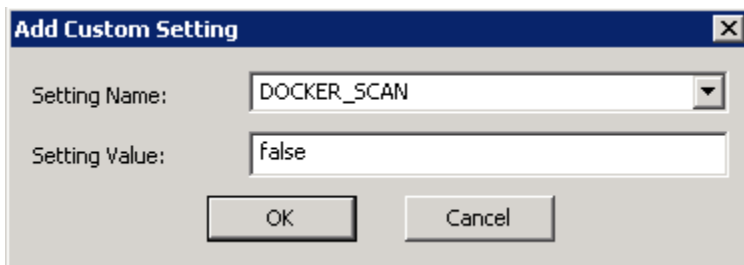 Add Custom Setting
Setting Name: DOCKER_SCAN
Setting Value: false
OK Cancel